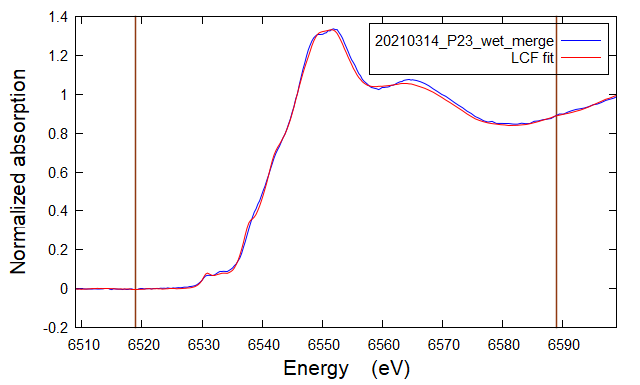 1.4
1.2
1
0.8
0.6
0.4
0.2
0
-0.2
Normalized absorption
20210314_P23_wet_merge
LCF fit
6510 6520 6530 6540 6550 6560 6570 6580 6590
Energy (eV)